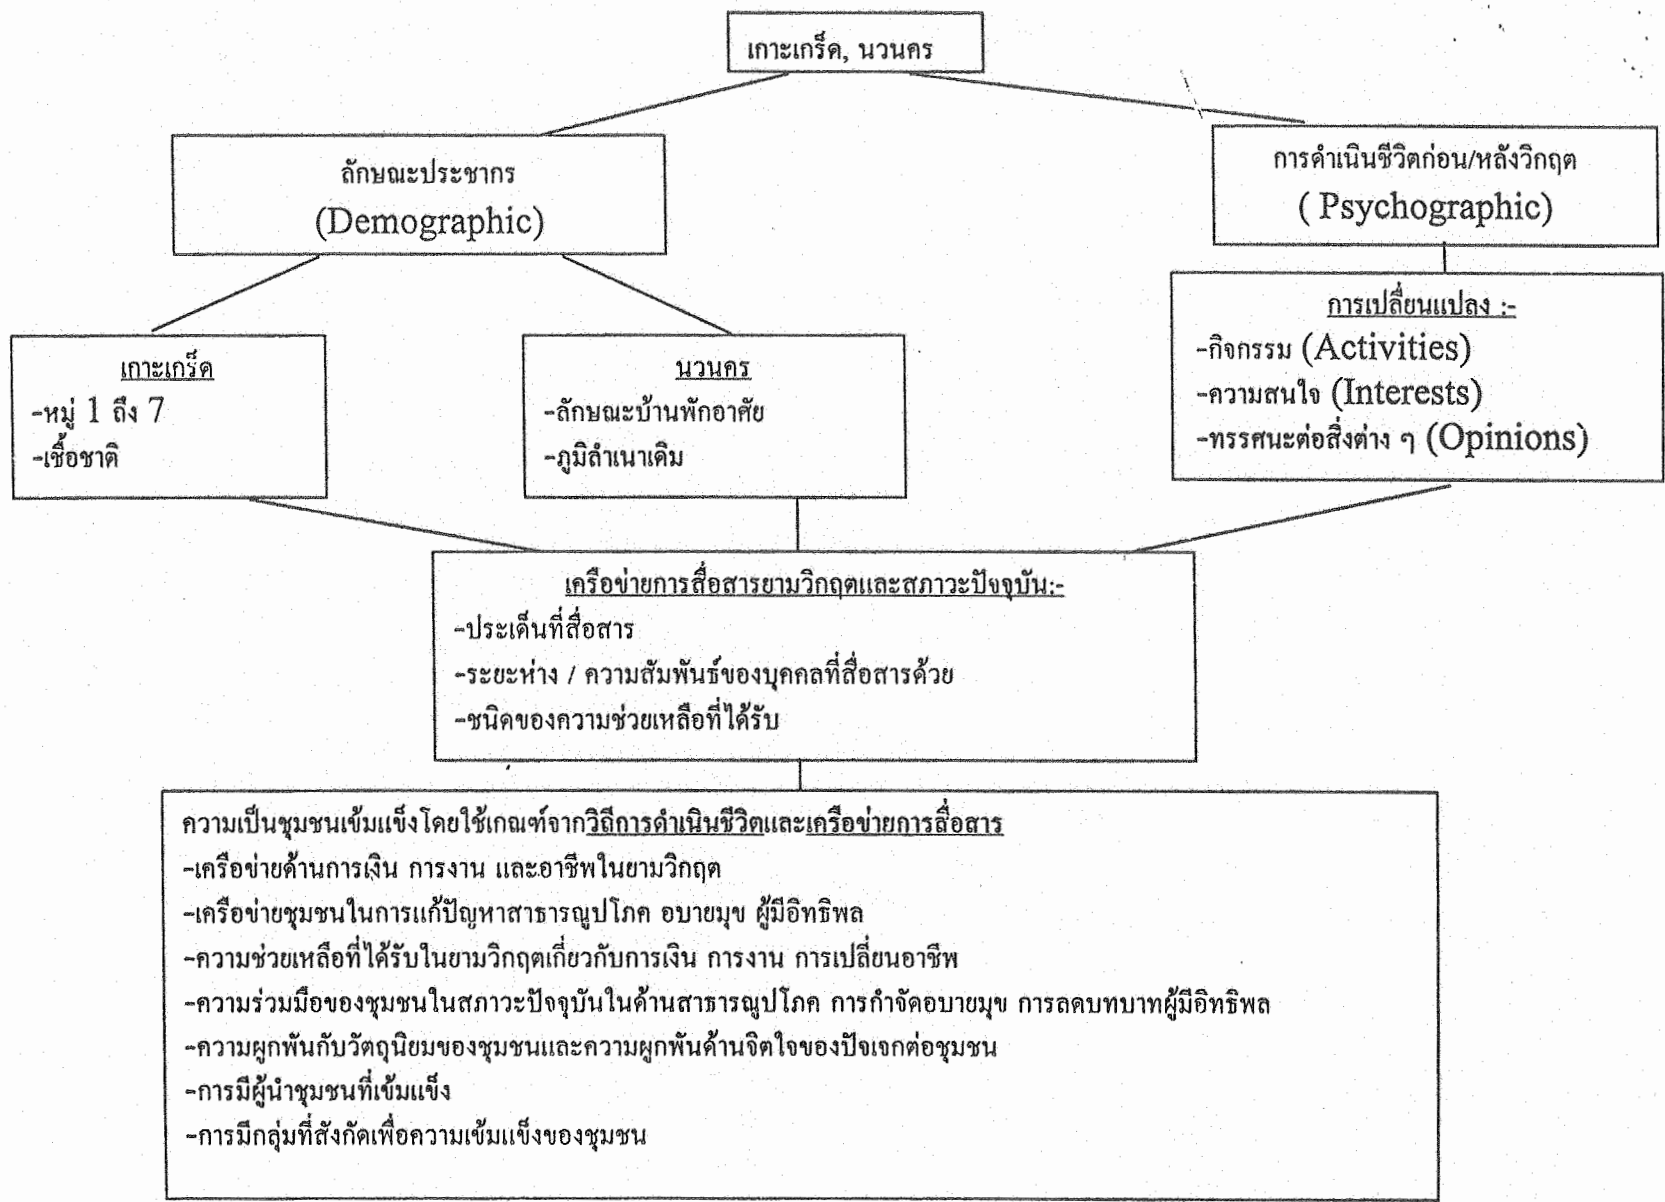 เกาะเกร็ด, นวนคร
ลักษณะประชากร
(Demographic)
การดำเนินชีวิตก่อน/หลังวิกฤต
( Psychographic)
เกาะเกร็ด
-หมู่ 1 ถึง 7
-เชื้อชาติ
นวนคร
-ลักษณะบ้านพักอาศัย
-ภูมิลำเนาเดิม
การเปลี่ยนแปลง :-
-กิจกรรม (Activities)
-ความสนใจ (Interests)
-ทรรศนะต่อสิ่งต่าง ๆ (Opinions)
เครือข่ายการสื่อสารยามวิกฤตและสภาวะปัจจุบัน:-
-ประเด็นที่สื่อสาร
-ระยะห่าง / ความสัมพันธ์ของบุคคลที่สื่อสารด้วย
-ชนิดของความช่วยเหลือที่ได้รับ
ความเป็นชุมชนเข้มแข็งโดยใช้เกณฑ์จากวิถีการดำเนินชีวิตและเครือข่ายการสื่อสาร
-เครือข่ายด้านการเงิน การงาน และอาชีพในยามวิกฤต
-เครือข่ายชุมชนในการแก้ปัญหาสาธารณูปโภค อบายมุข ผู้มีอิทธิพล
-ความช่วยเหลือที่ได้รับในยามวิกฤตเกี่ยวกับการเงิน การงาน การเปลี่ยนอาชีพ
-ความร่วมมือของชุมชนในสภาวะปัจจุบันในด้านสาธารณูปโภค การกำจัดอบายมุข การลดบทบาทผู้มีอิทธิพล
-ความผูกพันกับวัตถุนิยมของชุมชนและความผูกพันด้านจิตใจของปัจเจกต่อชุมชน
-การมีผู้นำชุมชนที่เข้มแข็ง
-การมีกลุ่มที่สังกัดเพื่อความเข้มแข็งของชุมชน